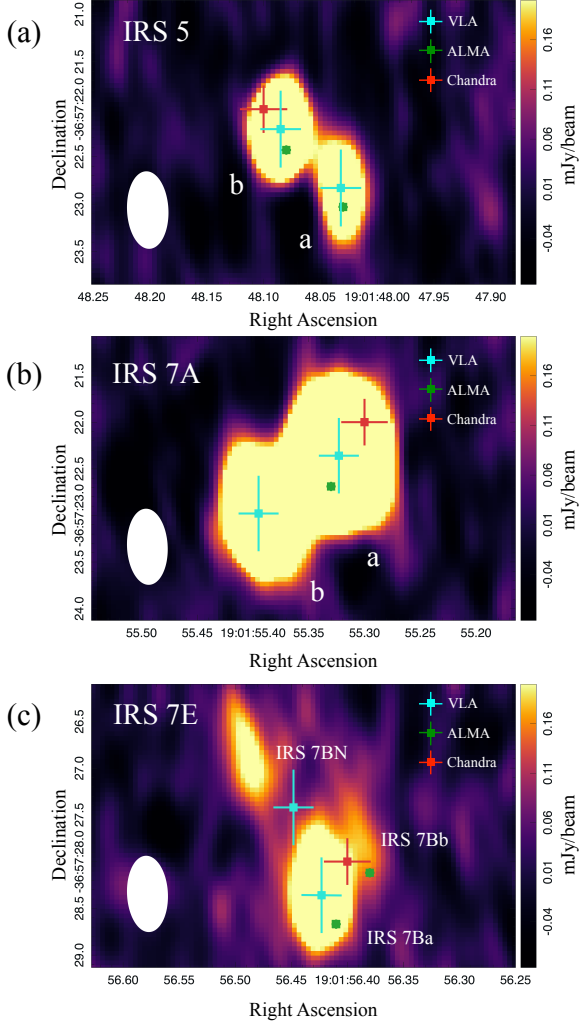 (a)
IRS 5
VLA
ALMA
Chandra
b
a
Declination
21.0
21.5
-36:57:22.0
22.5
23.0
23.5
48.25 48.20 48.15 48.10 48.05 19:01:48.00 47.95 47.90
Right Ascension
0.16
0.11
0.06
0.01
-0.04
mJy/beam
(b)
IRS 7A
VLA
ALMA
Chandra
a
b
Declination
21.5
22.0
22.5
-36:57:23.0
23.5
24.0
55.50 55.45 19:01:55.40 55.35 55.30 55.25 55.20
Right Ascension
0.16
0.11
0.06
0.01
-0.04
mJy/beam
(c)
IRS 7E
VLA
ALMA
Chandra
IRS 7BN
IRS 7Bb
IRS 7Ba
Declination
26.5
27.0
27.5
-36:57:28.0
28.5
29.0
56.60 56.55 56.50 56.45 19:01:56.40 56.35 56.30 56.25
Right Ascension
0.16
0.11
0.06
0.01
-0.04
mJy/beam